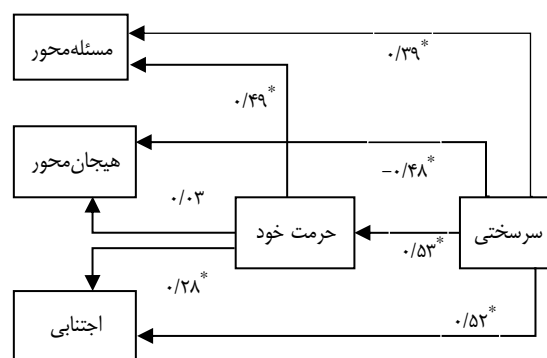 مسئله‌محور
۰/۳۹*
۰/۴۹*
هیجان‌محور
−۰/۴۸*
۰/۰۳
حرمت خود
سرسختی
۰/۵۳*
۰/۲۸*
اجتنابی
۰/۵۲*